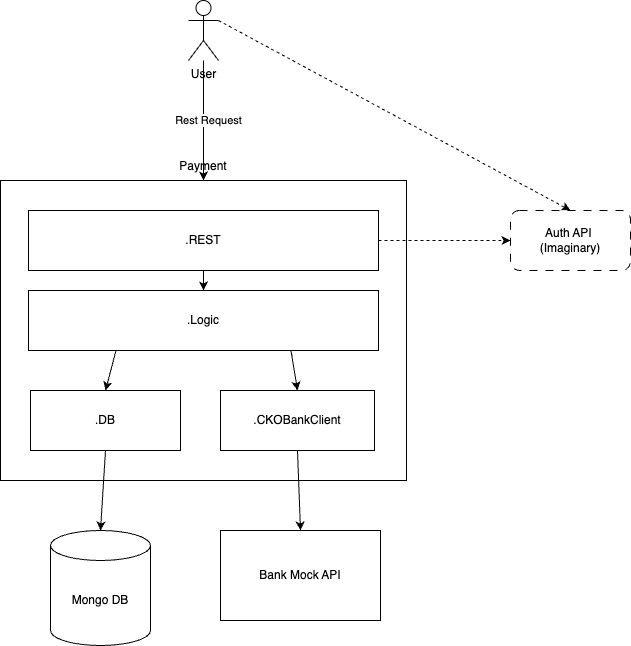 User
Rest Request
Payment
.REST
Auth API
(Imaginary)
.Logic
.DB
.CKOBankClient
Mongo DB
Bank Mock API